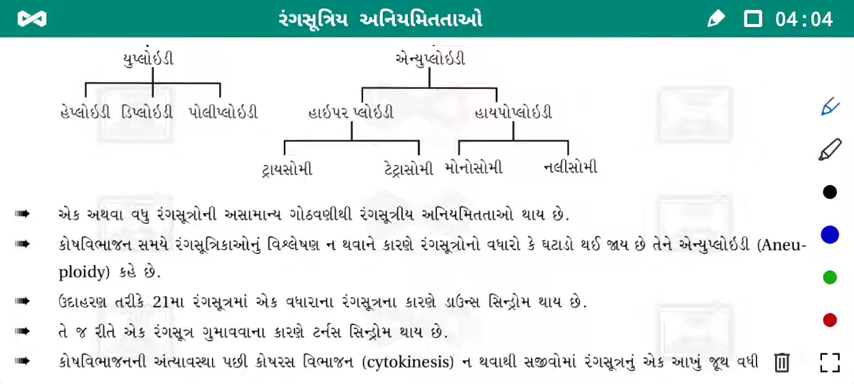 રંગસૂત્રિય અનિયમિતતાઓ
04:04
યુપ્લોઇડી એન્યુપ્લોઇડી
હેપ્લોઇડી ડિપ્લોઇડી પોલીપ્લોઇડી હાઇપર પ્લોઇડી હાયપોપ્લોઇડી
ટ્રાયસોમી ટેટ્રાસોમી મોનોસોમી નલીસોમી
એક અથવા વધુ રંગસૂત્રોની અસામાન્ય ગોઠવણીથી રંગસૂત્રીય અનિયમિતતાઓ થાય છે.
કોષવિભાજન સમયે રંગસૂત્રિકાઓનું વિશ્લેષણ ન થવાને કારણે રંગસૂત્રોનો વધારો કે ઘટાડો થઈ જાય છે તેને એન્યુપ્લોઇડી (Aneu-
ploidy) કહે છે.
ઉદાહરણ તરીકે 21મા રંગસૂત્રમાં એક વધારાના રંગસૂત્રના કારણે ડાઉન્સ સિન્ડ્રોમ થાય છે.
તે જ રીતે એક રંગસૂત્ર ગુમાવવાના કારણે ટર્નસ સિન્ડ્રોમ થાય છે.
કોષવિભાજનની અંત્યાવસ્થા પછી કોષરસ વિભાજન (cytokinesis) ન થવાથી સજીવોમાં રંગસૂત્રનું એક આખું જૂથ વધી